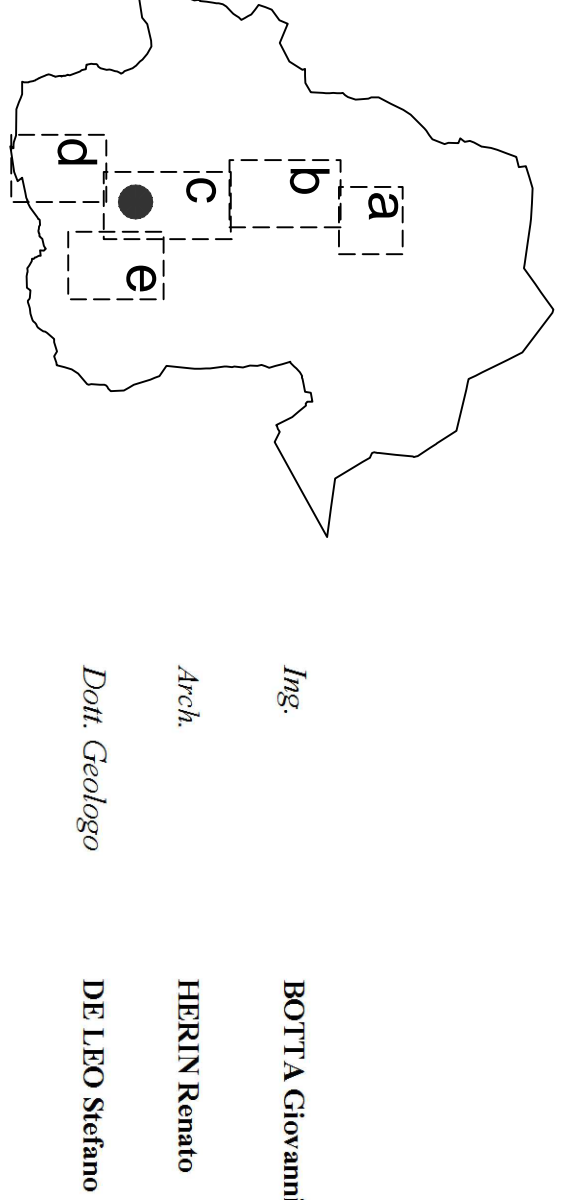 a
b
c
d
e
Ing. BOTTA Giovanni
Arch. HERIN Renato
Dott. Geologo DE LEO Stefano